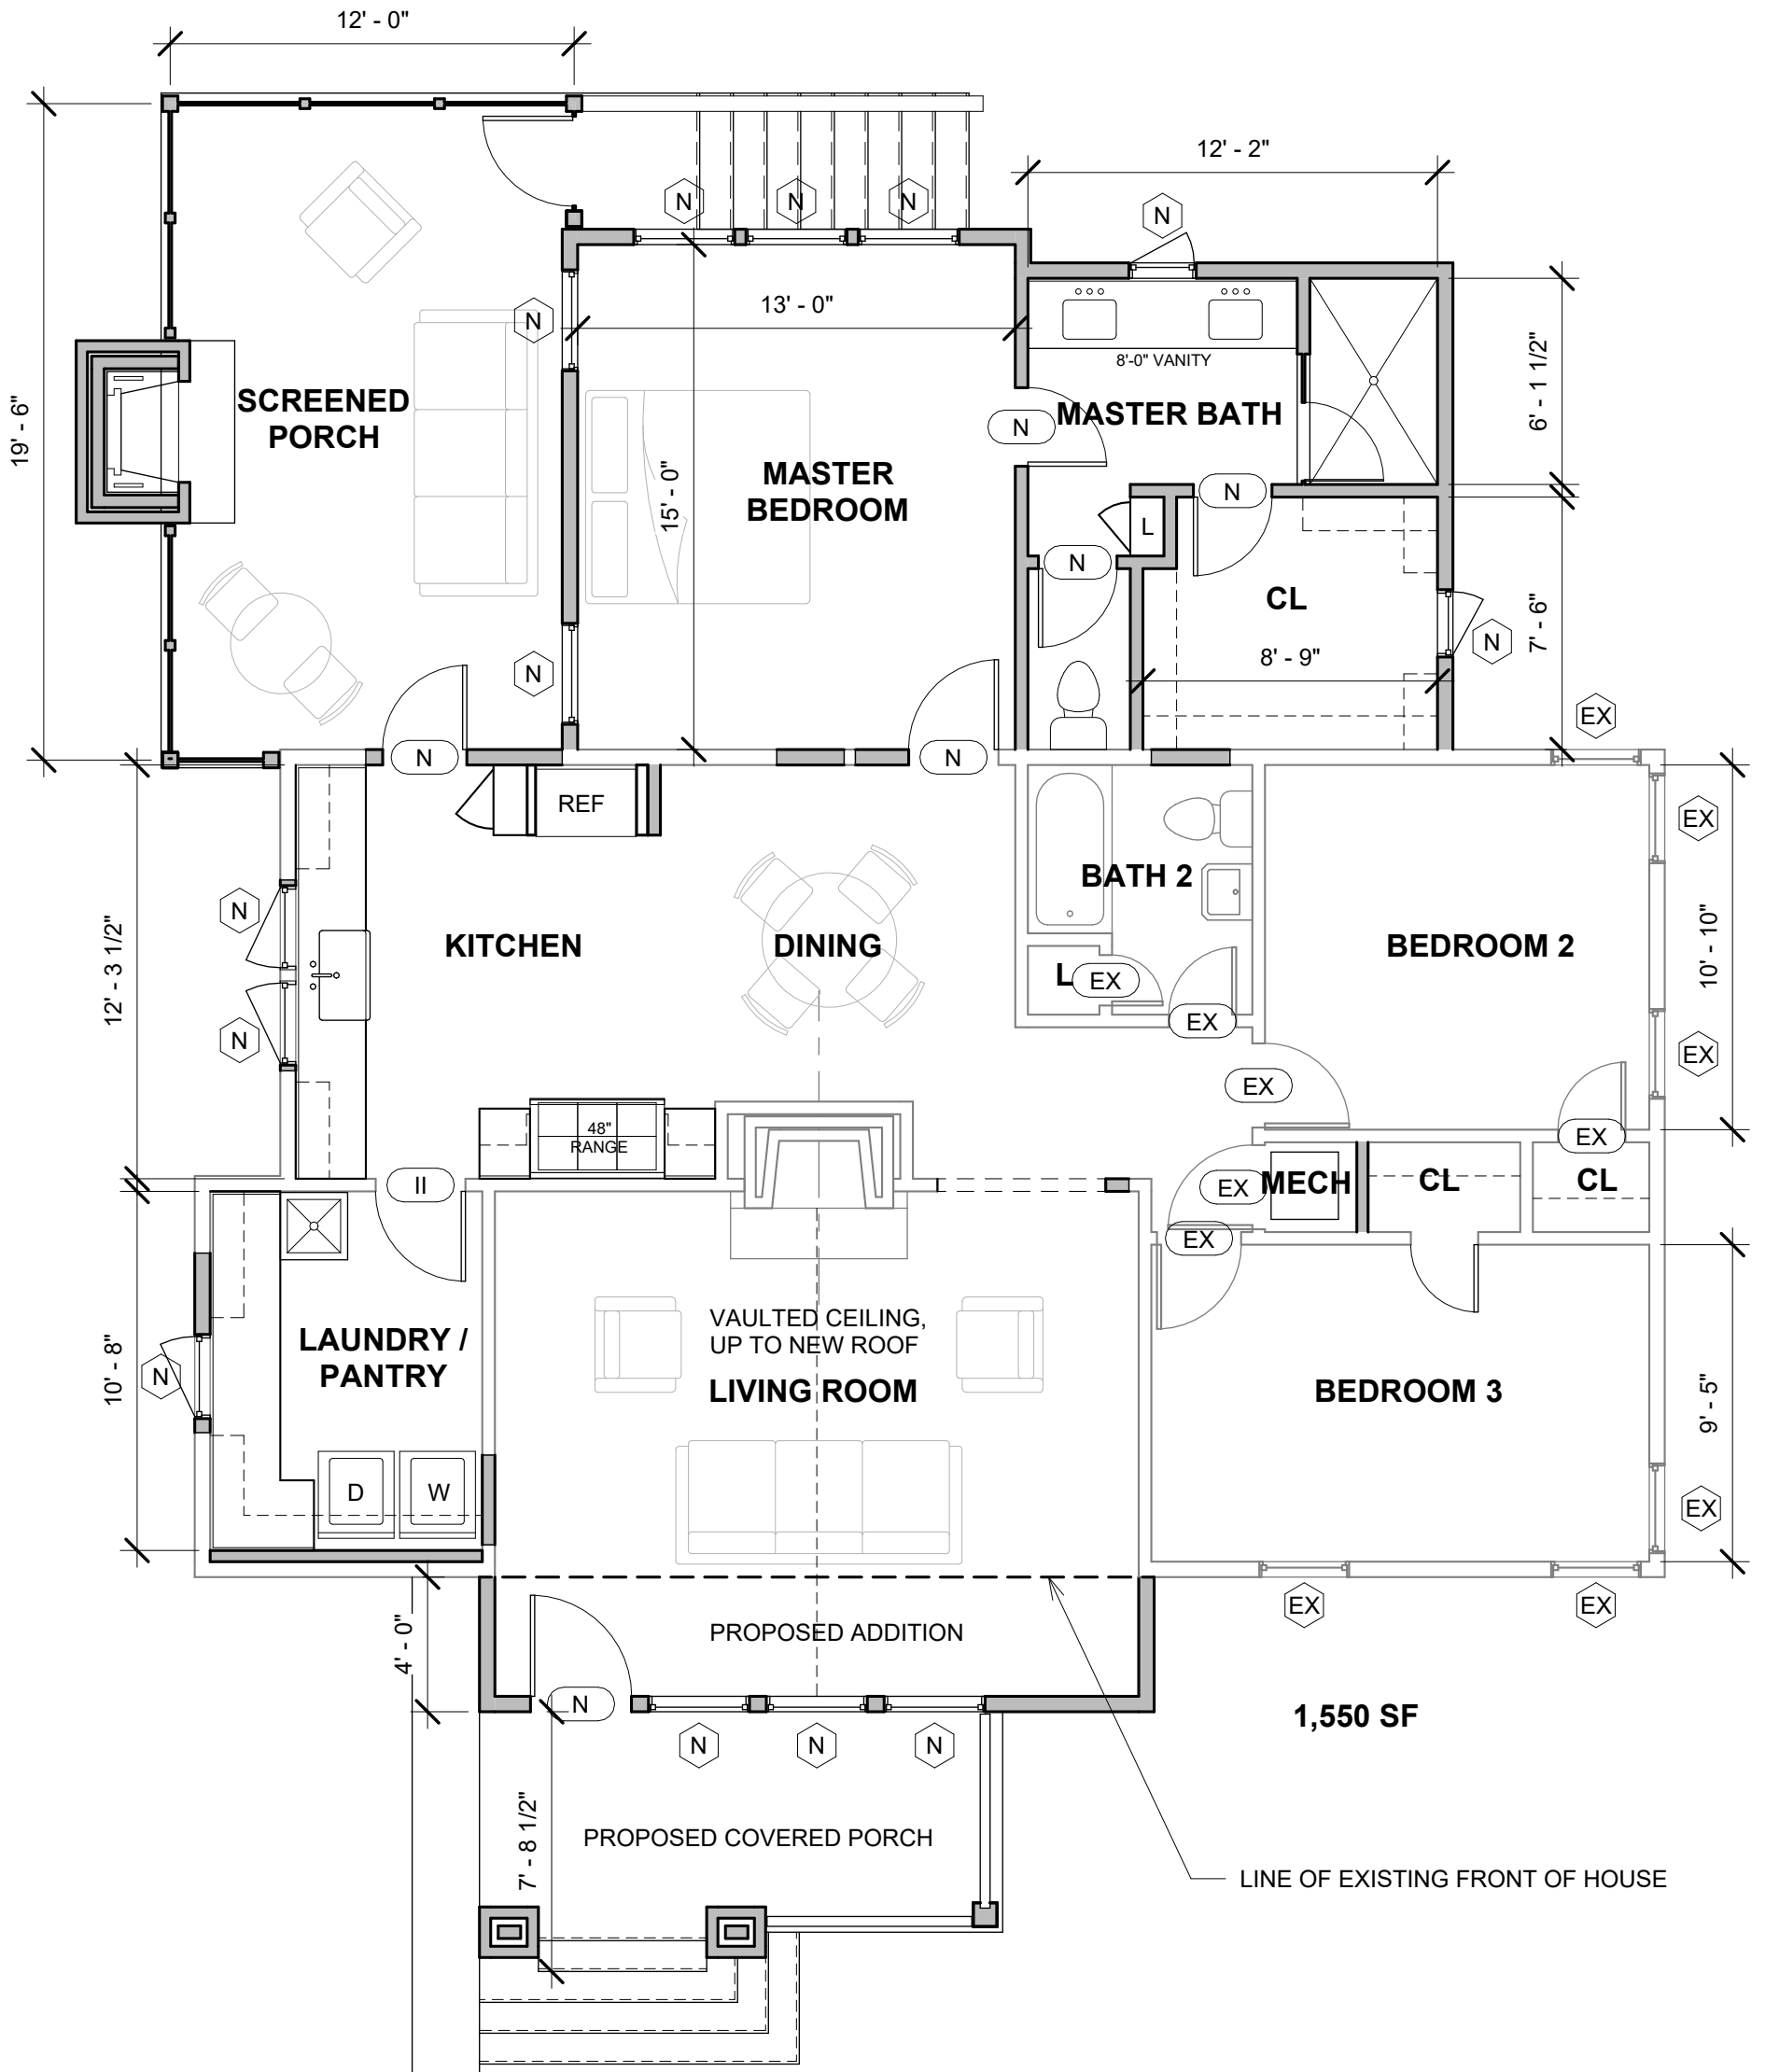 12' - 0"
12' - 2"
N
N
N
N
19' - 6"
13' - 0"
N
8'-0" VANITY
6' - 1 1/2"
SCREENED
PORCH
MASTER BATH
N
MASTER
BEDROOM
15' - 0"
N
L
N
CL
7' - 6"
N
8' - 9"
N
EX
N
N
REF
EX
BATH 2
12' - 3 1/2"
N
KITCHEN
DINING
BEDROOM 2
10' - 10"
L
EX
EX
N
EX
EX
48"
RANGE
EX
II
EX
MECH
CL
CL
EX
10' - 8"
N
LAUNDRY /
PANTRY
VAULTED CEILING,
UP TO NEW ROOF
LIVING ROOM
BEDROOM 3
9' - 5"
D
W
EX
EX
EX
4' - 0"
PROPOSED ADDITION
N
N
N
N
1,550 SF
7' - 8 1/2"
PROPOSED COVERED PORCH
LINE OF EXISTING FRONT OF HOUSE